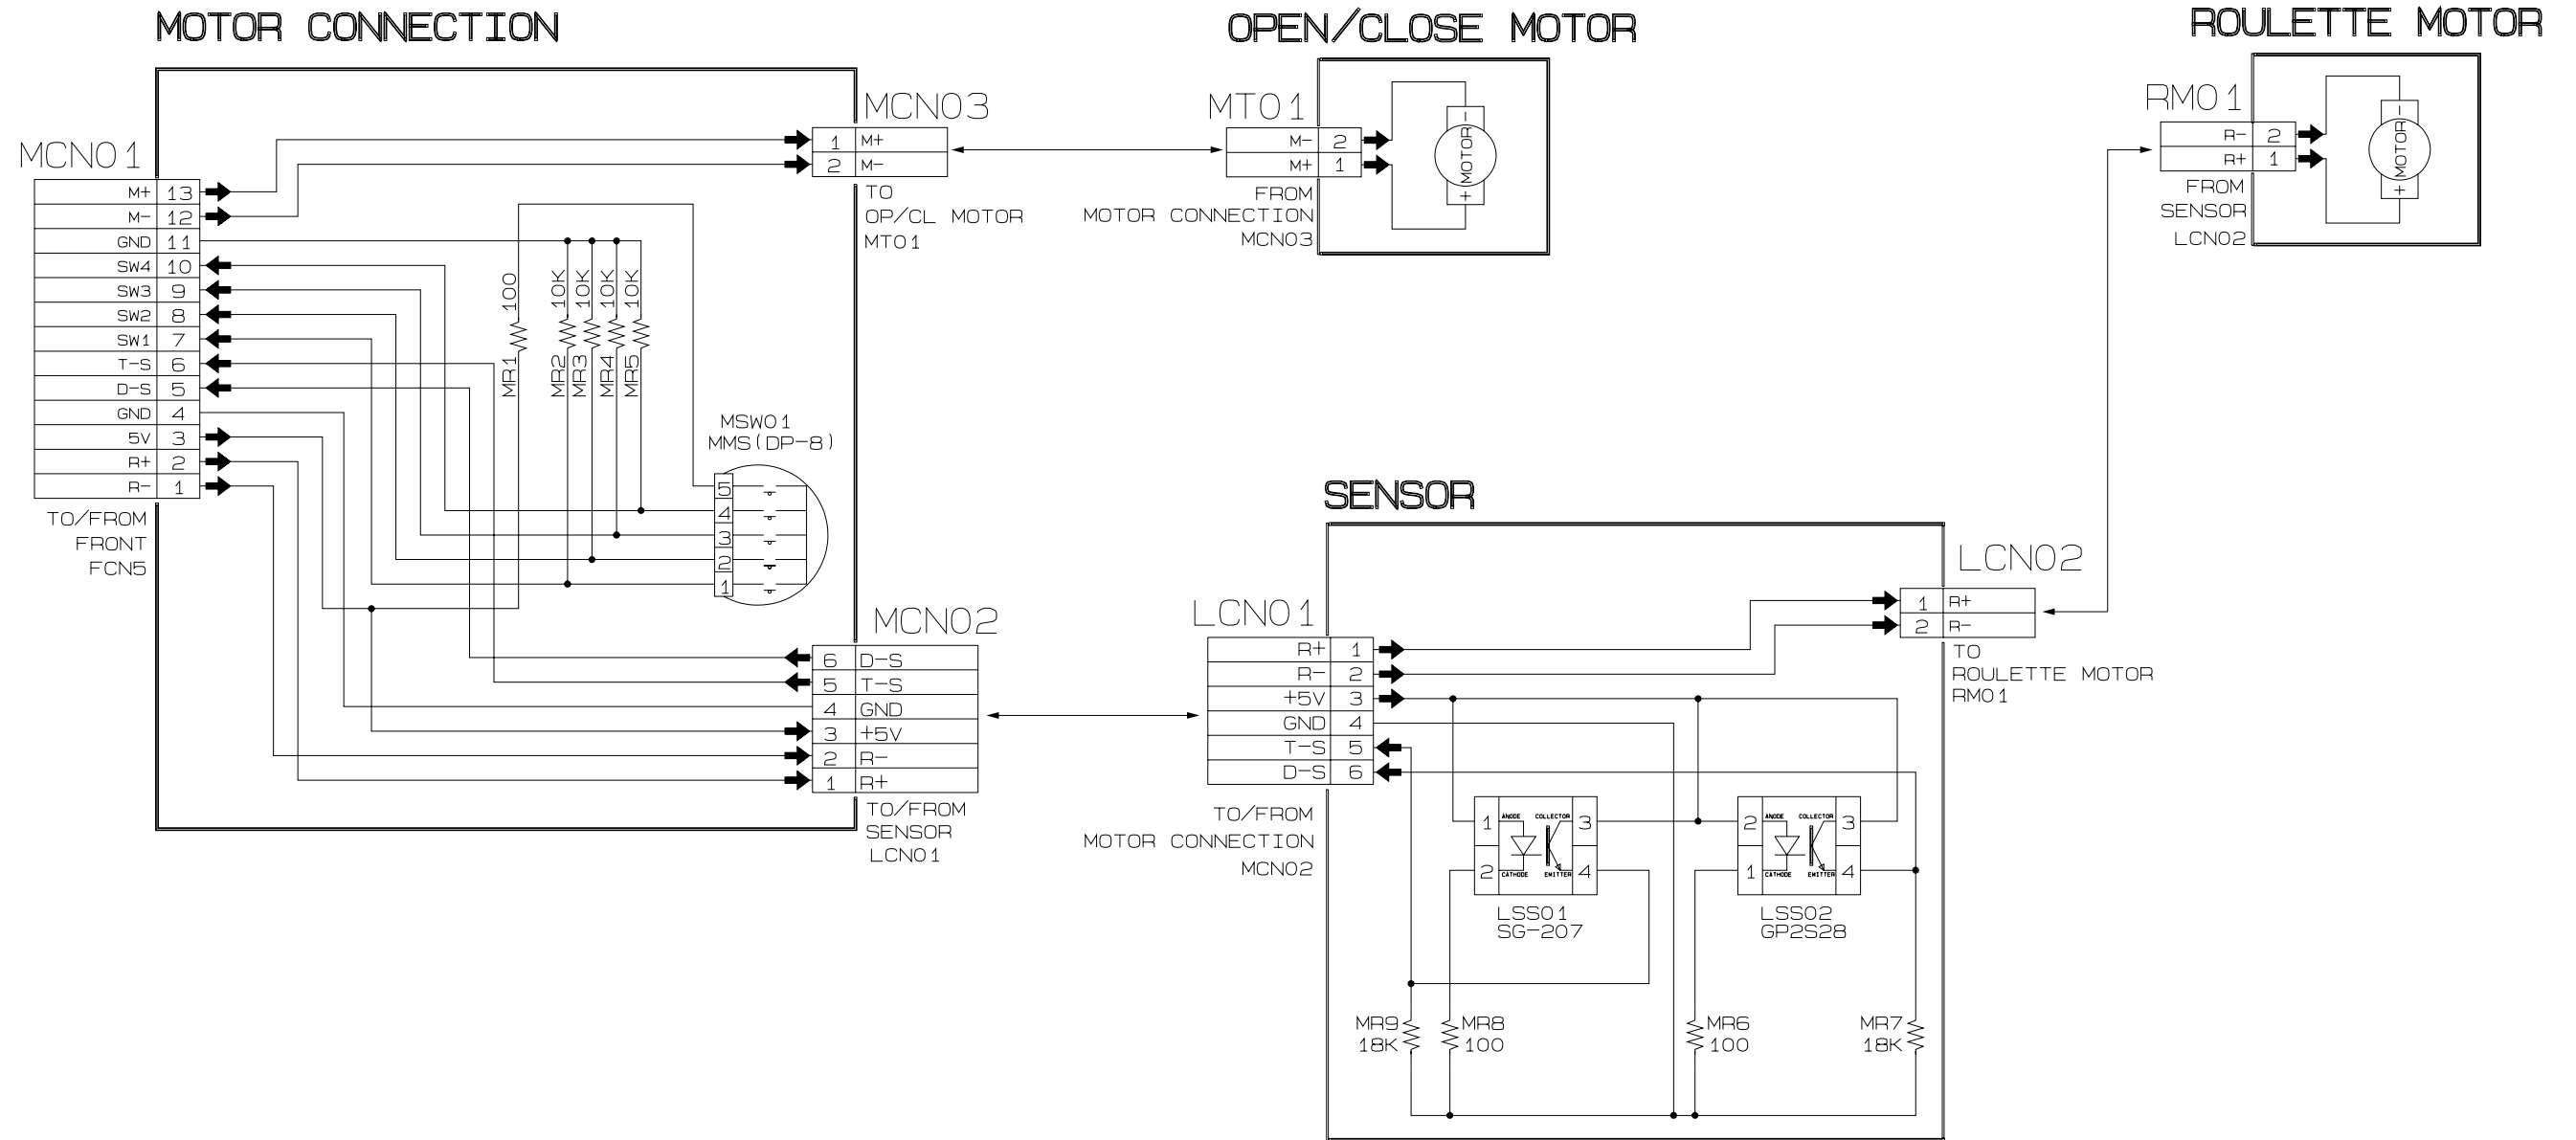 MOTOR CONNECTION
MCN01
M+ 13
M- 12
GND 11
SW4 10
SW3 9
SW2 8
SW1 7
T-S 6
D-S 5
GND 4
5V 3
R+ 2
R- 1
TO/FROM
FRONT
FCN5
MR1 100
MR2 10K
MR3 10K
MR4 10K
MR5 10K
MSW01
MMS(DP-8)
5
4
3
2
1
MCN03
1 M+
2 M-
TO
OP/CL MOTOR
MT01
MCN02
6 D-S
5 T-S
4 GND
3 +5V
2 R-
1 R+
TO/FROM
SENSOR
LCN01
OPEN/CLOSE MOTOR
MT01
M- 2
M+ 1
FROM
MOTOR CONNECTION
MCN03
+ MOTOR -
ROULETTE MOTOR
RM01
R- 2
R+ 1
FROM
SENSOR
LCN02
+ MOTOR -
SENSOR
LCN01
R+ 1
R- 2
+5V 3
GND 4
T-S 5
D-S 6
TO/FROM
MOTOR CONNECTION
MCN02
LCN02
1 R+
2 R-
TO
ROULETTE MOTOR
RM01
1 ANODE COLLECTOR 3
2 CATHODE EMITTER 4
LSS01
SG-207
2 ANODE COLLECTOR 3
1 CATHODE EMITTER 4
LSS02
GP2S28
MR9
18K
MR8
100
MR6
100
MR7
18K